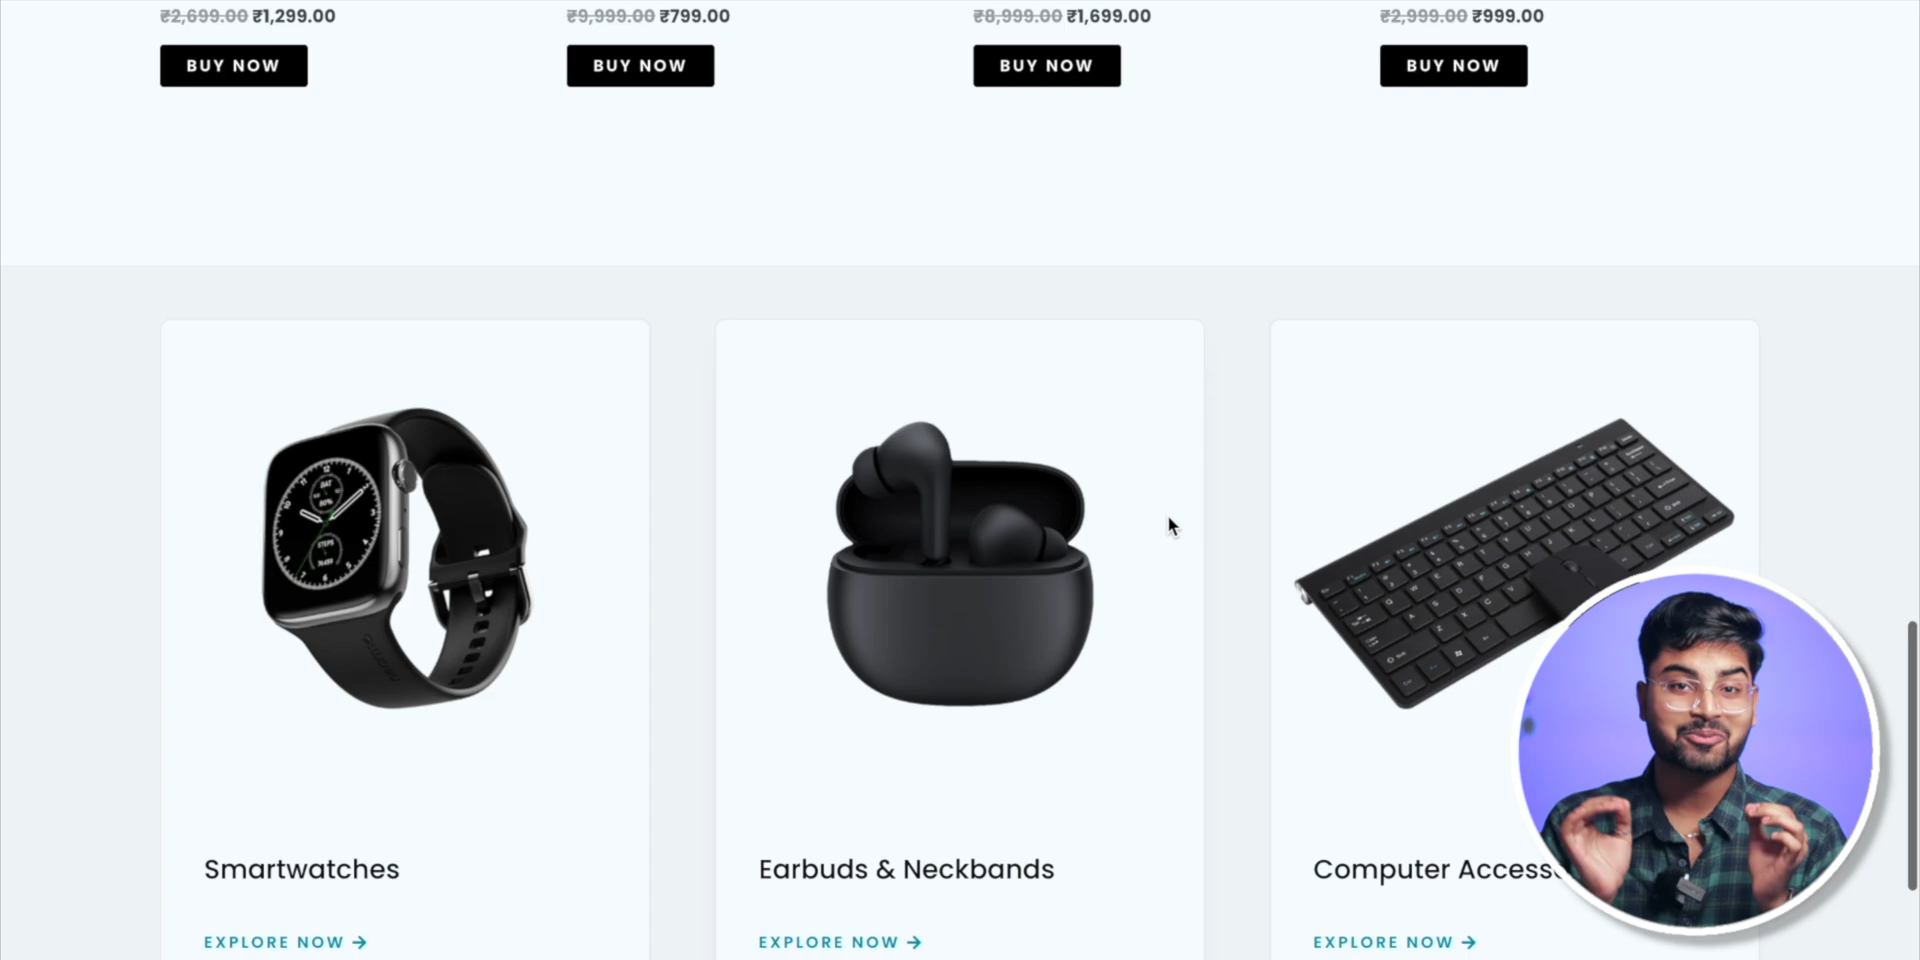 ₹2,699.00 ₹1,299.00
₹9,999.00 ₹799.00
₹8,999.00 ₹1,699.00
₹2,999.00 ₹999.00
BUY NOW
BUY NOW
BUY NOW
BUY NOW
Smartwatches
Earbuds & Neckbands
Computer Access
EXPLORE NOW →
EXPLORE NOW →
EXPLORE NOW →